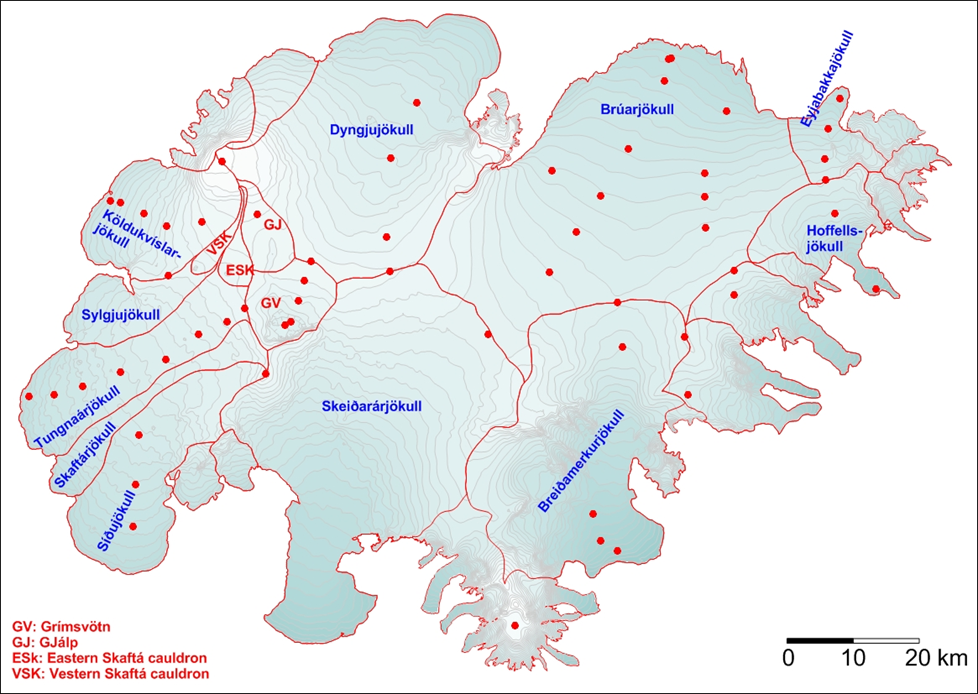 Eyjabakkajökull
Dyngjujökull
Brúarjökull
Köldukvíslar-
jökull
VSK
GJ
Hoffells-
jökull
ESK
GV
Sylgjujökull
Tungnaárjökull
Skeiðarárjökull
Skaftárjökull
Breiðamerkurjökull
Síðujökull
GV: Grímsvötn
GJ: GJálp
ESk: Eastern Skaftá cauldron
VSK: Vestern Skaftá cauldron
0 10 20 km